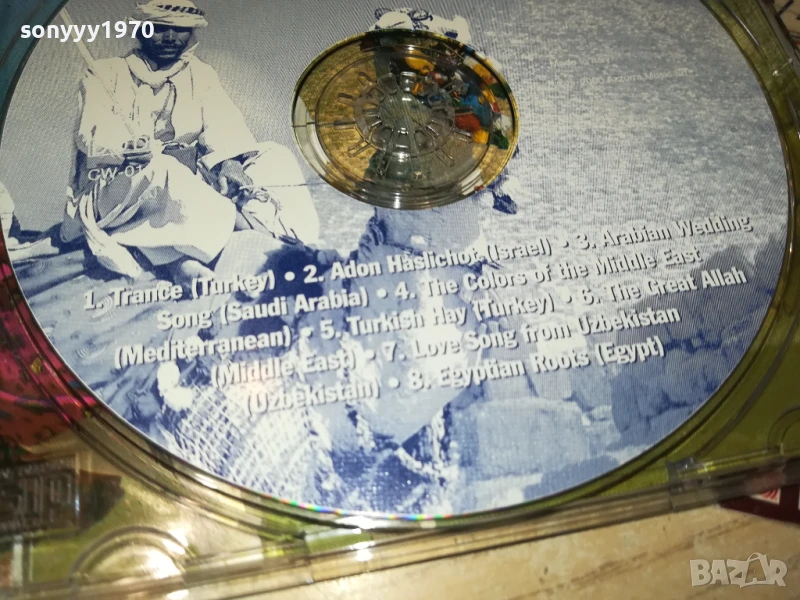 sonyyy1970
CW-01
1. Trance (Turkey) • 2. Adon Haslichot (Israel) • 3. Arabian Wedding
Song (Saudi Arabia) • 4. The Colors of the Middle East
(Mediterranean) • 5. Turkish Hay (Turkey) • 6. The Great Allah
(Middle East) • 7. Love Song from Uzbekistan
(Uzbekistan) • 8. Egyptian Roots (Egypt)
BAZAR